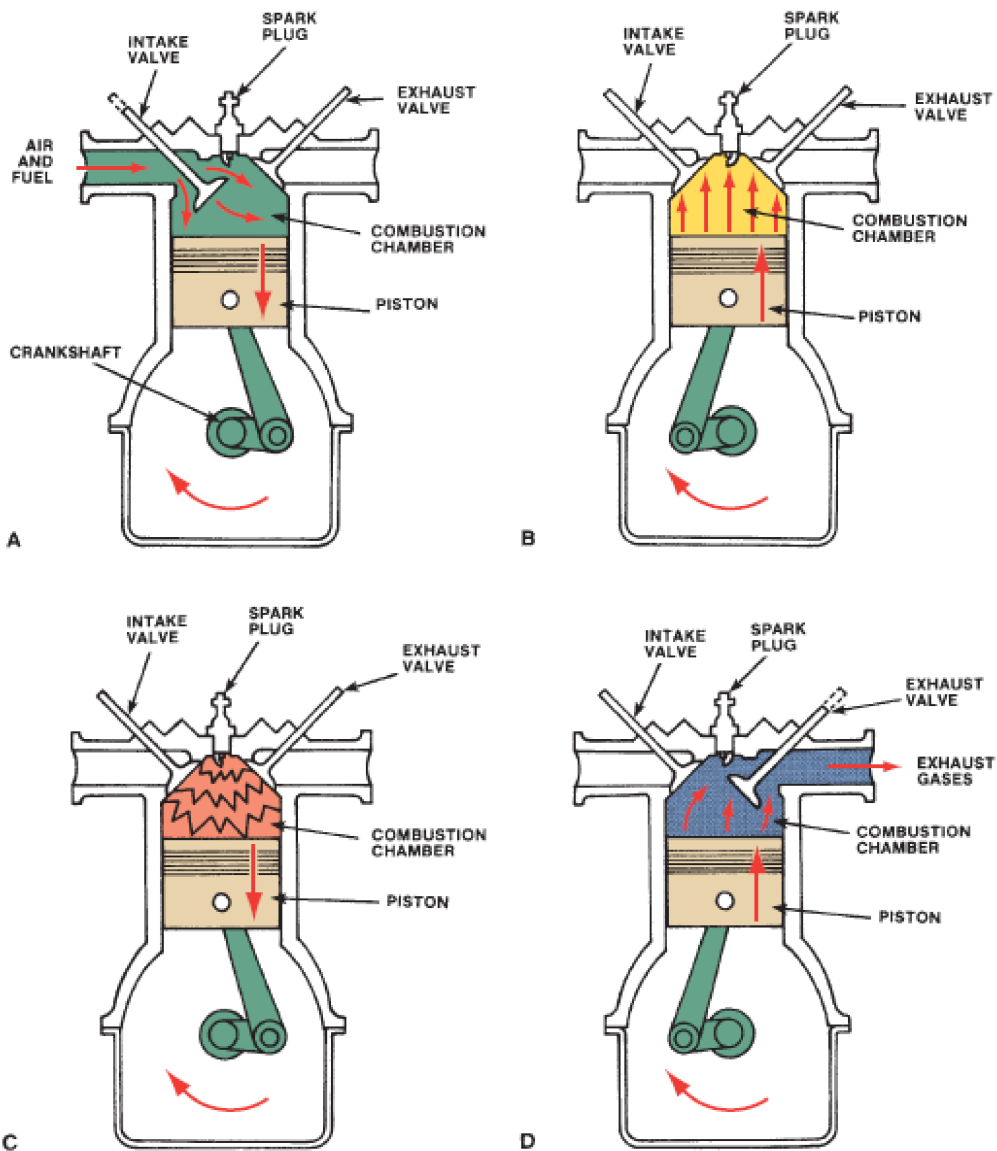 SPARK
PLUG
INTAKE
VALVE
EXHAUST
VALVE
AIR
AND
FUEL
COMBUSTION
CHAMBER
PISTON
CRANKSHAFT
A
SPARK
PLUG
INTAKE
VALVE
EXHAUST
VALVE
COMBUSTION
CHAMBER
PISTON
B
SPARK
PLUG
INTAKE
VALVE
EXHAUST
VALVE
COMBUSTION
CHAMBER
PISTON
C
SPARK
PLUG
INTAKE
VALVE
EXHAUST
VALVE
EXHAUST
GASES
COMBUSTION
CHAMBER
PISTON
D